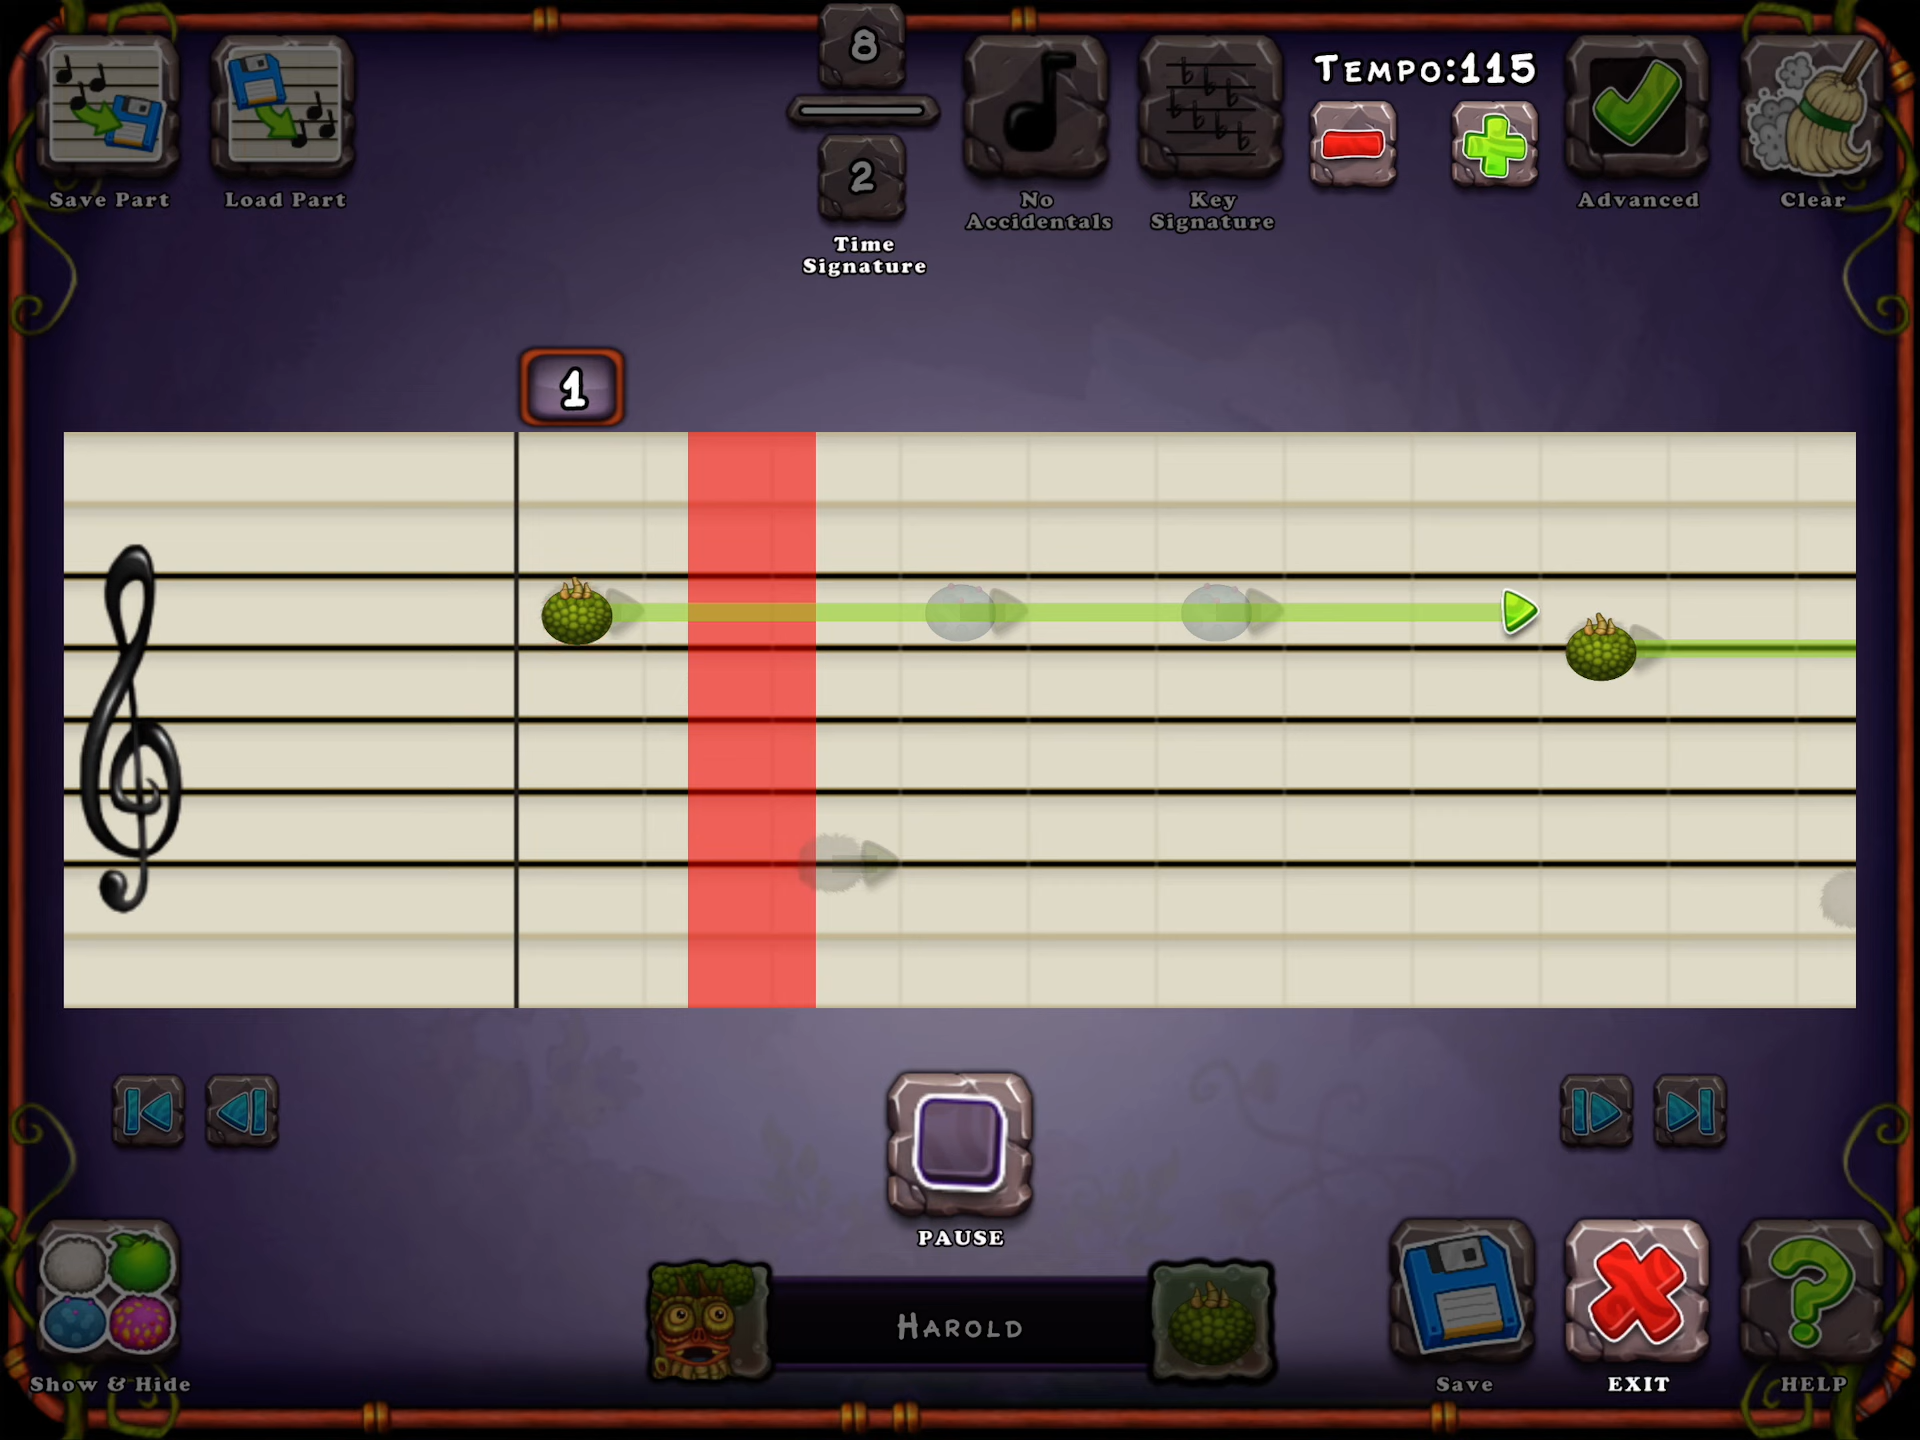 8
Tempo:115
2
Save Part
Load Part
Time
Signature
No
Accidentals
Key
Signature
Advanced
Clear
1
PAUSE
Harold
Show & Hide
Save
EXIT
HELP